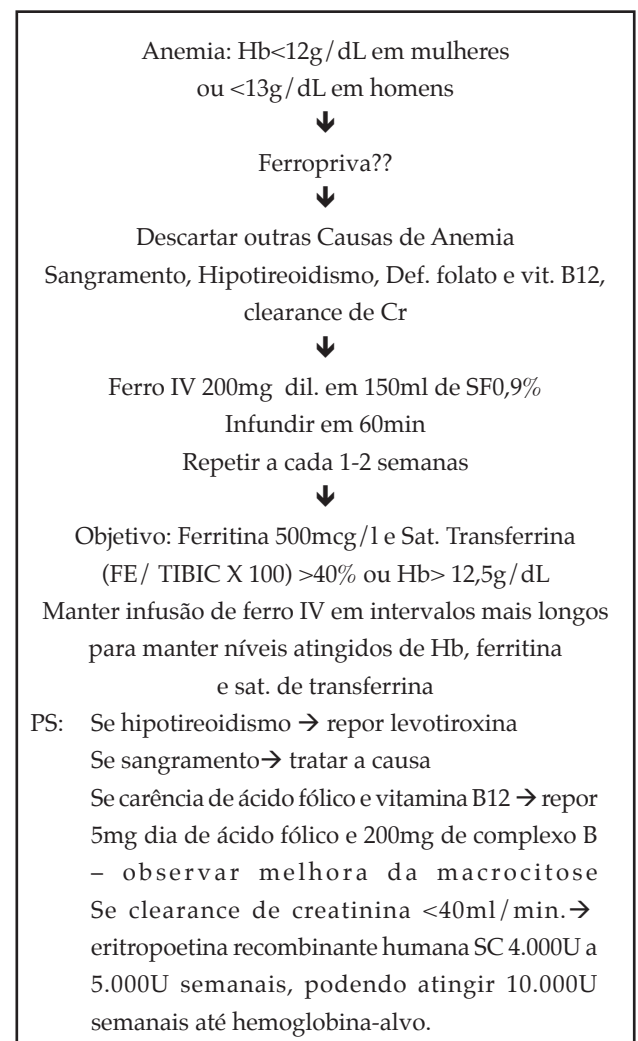 Anemia: Hb<12g/dL em mulheres
ou <13g/dL em homens
🡻
Ferropriva??
🡻
Descartar outras Causas de Anemia
Sangramento, Hipotireoidismo, Def. folato e vit. B12,
clearance de Cr
🡻
Ferro IV 200mg dil. em 150ml de SF0,9%
Infundir em 60min
Repetir a cada 1-2 semanas
🡻
Objetivo: Ferritina 500mcg/l e Sat. Transferrina
(FE/ TIBIC X 100) >40% ou Hb> 12,5g/dL
Manter infusão de ferro IV em intervalos mais longos
para manter níveis atingidos de Hb, ferritina
e sat. de transferrina
PS: Se hipotireoidismo → repor levotiroxina
Se sangramento→ tratar a causa
Se carência de ácido fólico e vitamina B12 → repor
5mg dia de ácido fólico e 200mg de complexo B
– observar melhora da macrocitose
Se clearance de creatinina <40ml/min.→
eritropoetina recombinante humana SC 4.000U a
5.000U semanais, podendo atingir 10.000U
semanais até hemoglobina-alvo.